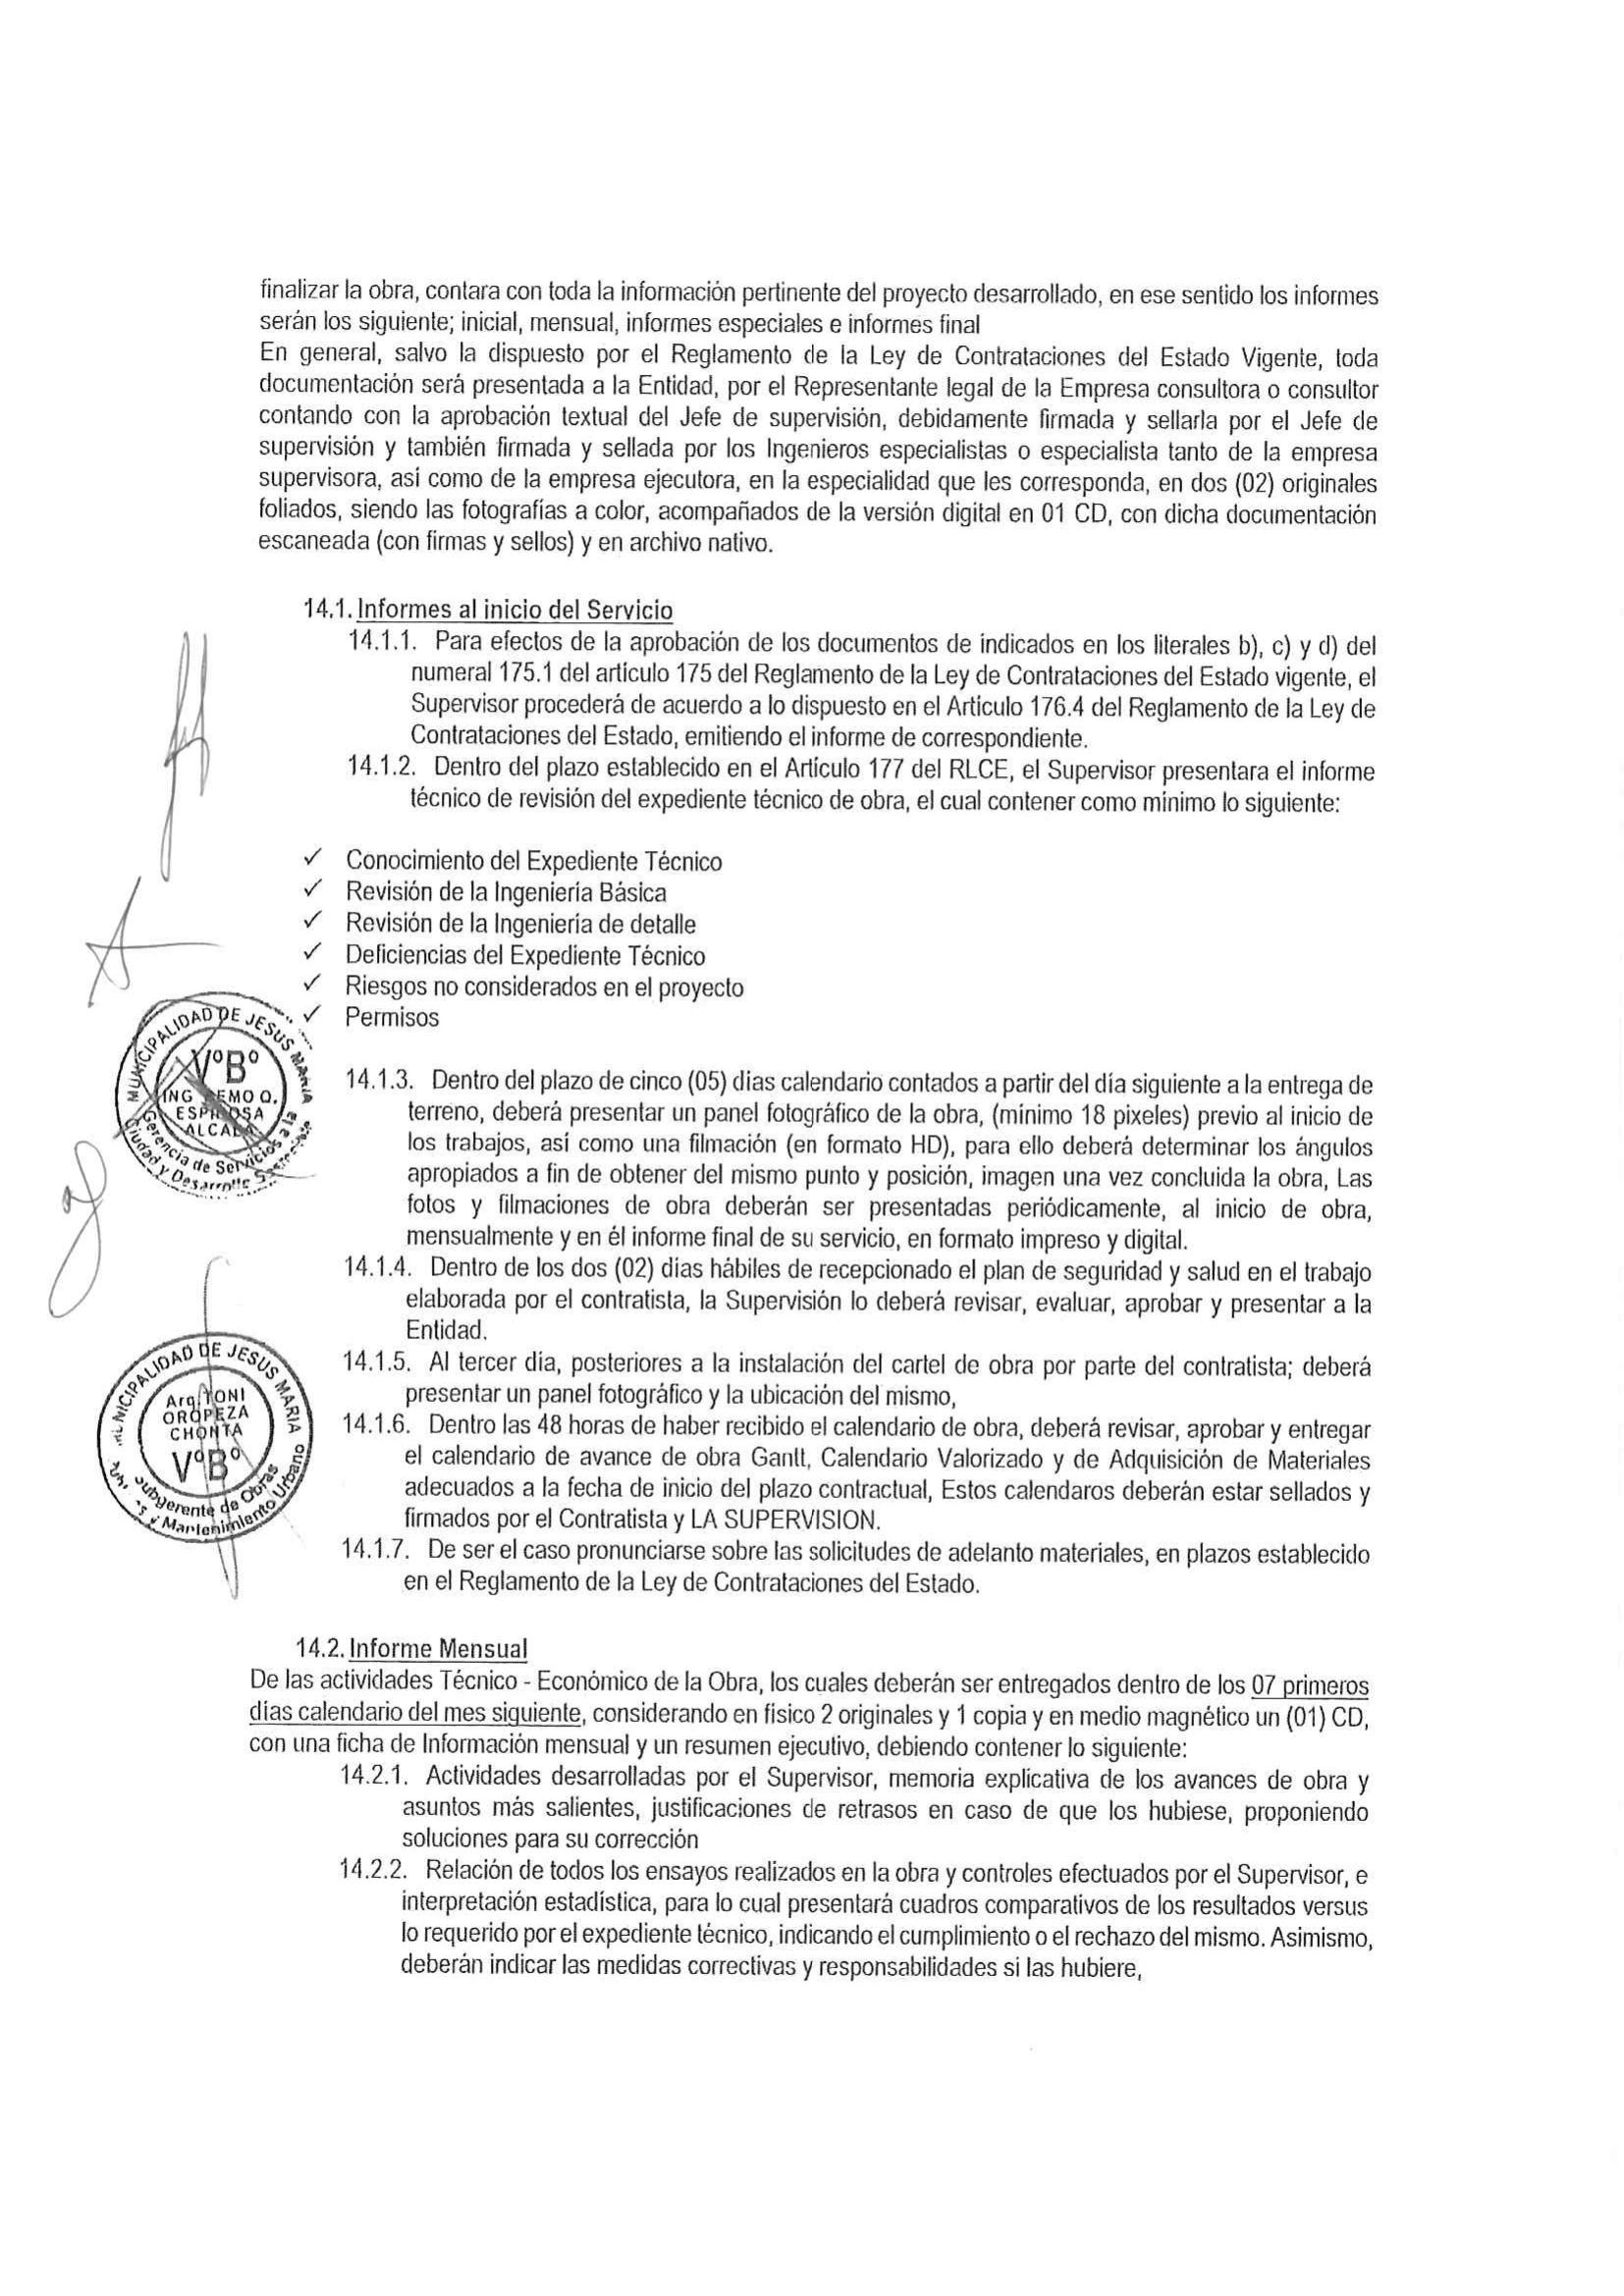 finalizar la obra, contara con toda la información pertinente del proyecto desarrollado, en ese sentido los informes
serán los siguiente; inicial, mensual, informes especiales e informes final
En general, salvo la dispuesto por el Reglamento de la Ley de Contrataciones del Estado Vigente, toda
documentación será presentada a la Entidad, por el Representante legal de la Empresa consultora o consultor
contando con la aprobación textual del Jefe de supervisión, debidamente firmada y sellarla por el Jefe de
supervisión y también firmada y sellada por los Ingenieros especialistas o especialista tanto de la empresa
supervisora, asi como de la empresa ejecutora, en la especialidad que les corresponda, en dos (02) originales
foliados, siendo las fotografías a color, acompañados de la versión digital en 01 CD, con dicha documentación
escaneada (con firmas y sellos) y en archivo nativo.
14.1. Informes al inicio del Servicio
14.1.1. Para efectos de la aprobación de los documentos de indicados en los literales b), c) y d) del
numeral 175.1 del articulo 175 del Reglamento de la Ley de Contrataciones del Estado vigente, el
Supervisor procederá de acuerdo a lo dispuesto en el Artículo 176.4 del Reglamento de la Ley de
Contrataciones del Estado, emitiendo el informe de correspondiente.
14.1.2. Dentro del plazo establecido en el Artículo 177 del RLCE, el Supervisor presentara el informe
técnico de revisión del expediente técnico de obra, el cual contener como mínimo lo siguiente:
✓ Conocimiento del Expediente Técnico
✓ Revisión de la Ingeniería Básica
✓ Revisión de la Ingeniería de detalle
✓ Deficiencias del Expediente Técnico
✓ Riesgos no considerados en el proyecto
✓ Permisos
MUNICIPALIDAD DE JESUS MARIA
V°B°
ING
ESPINOSA
ALCALA
Gerencia de Servicios a la
Ciudad y Desarrollo
14.1.3. Dentro del plazo de cinco (05) días calendario contados a partir del día siguiente a la entrega de
terreno, deberá presentar un panel fotográfico de la obra, (mínimo 18 pixeles) previo al inicio de
los trabajos, así como una filmación (en formato HD), para ello deberá determinar los ángulos
apropiados a fin de obtener del mismo punto y posición, imagen una vez concluida la obra, Las
fotos y filmaciones de obra deberán ser presentadas periódicamente, al inicio de obra,
mensualmente y en él informe final de su servicio, en formato impreso y digital.
14.1.4. Dentro de los dos (02) días hábiles de recepcionado el plan de seguridad y salud en el trabajo
elaborada por el contratista, la Supervisión lo deberá revisar, evaluar, aprobar y presentar a la
Entidad.
14.1.5. Al tercer día, posteriores a la instalación del cartel de obra por parte del contratista; deberá
presentar un panel fotográfico y la ubicación del mismo,
14.1.6. Dentro las 48 horas de haber recibido el calendario de obra, deberá revisar, aprobar y entregar
el calendario de avance de obra Gantt, Calendario Valorizado y de Adquisición de Materiales
adecuados a la fecha de inicio del plazo contractual, Estos calendaros deberán estar sellados y
firmados por el Contratista y LA SUPERVISION.
14.1.7. De ser el caso pronunciarse sobre las solicitudes de adelanto materiales, en plazos establecido
en el Reglamento de la Ley de Contrataciones del Estado.
MUNICIPALIDAD DE JESUS MARIA
Arq. TONI
OROPEZA
CHONTA
V°B°
Subgerente de Obras
y Mantenimiento Urbano
14.2. Informe Mensual
De las actividades Técnico - Económico de la Obra, los cuales deberán ser entregados dentro de los 07 primeros
días calendario del mes siguiente, considerando en fisico 2 originales y 1 copia y en medio magnético un (01) CD,
con una ficha de Información mensual y un resumen ejecutivo, debiendo contener lo siguiente:
14.2.1. Actividades desarrolladas por el Supervisor, memoria explicativa de los avances de obra y
asuntos más salientes, justificaciones de retrasos en caso de que los hubiese, proponiendo
soluciones para su corrección
14.2.2. Relación de todos los ensayos realizados en la obra y controles efectuados por el Supervisor, e
interpretación estadística, para lo cual presentará cuadros comparativos de los resultados versus
lo requerido por el expediente técnico, indicando el cumplimiento o el rechazo del mismo. Asimismo,
deberán indicar las medidas correctivas y responsabilidades si las hubiere,